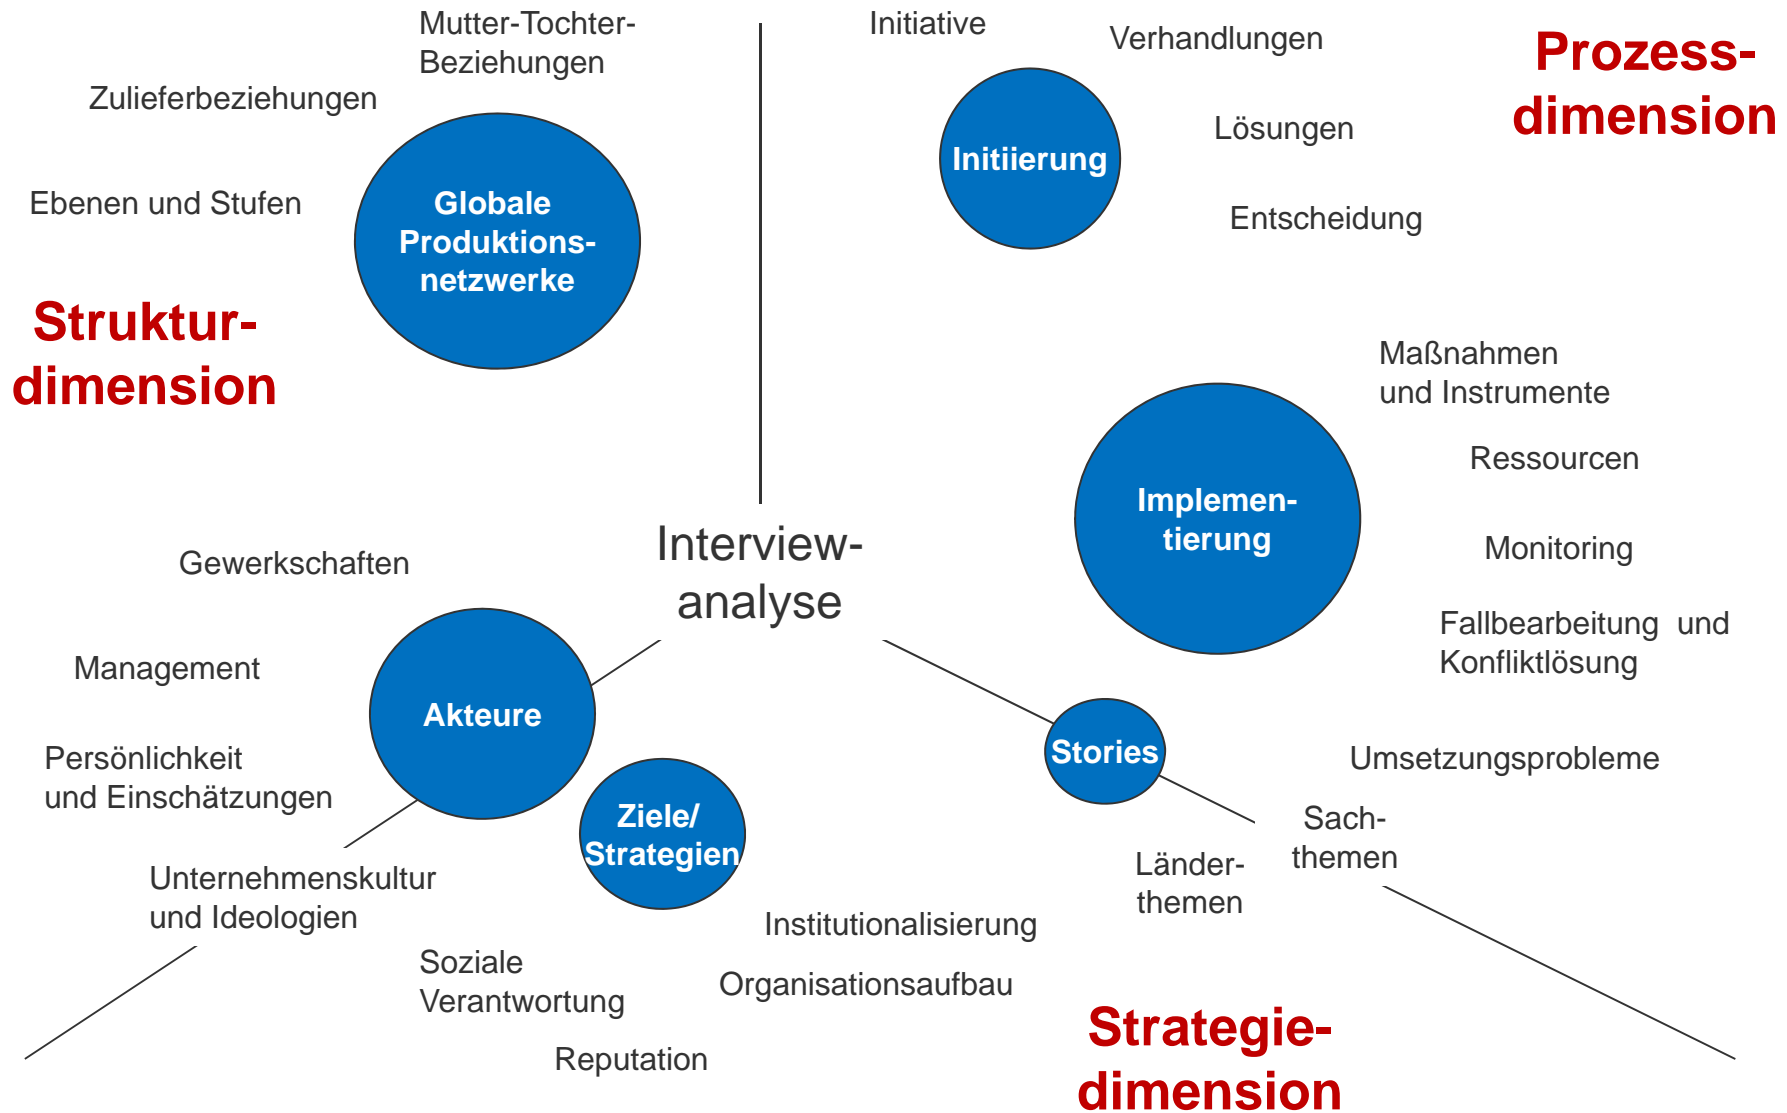 Mutter-Tochter-
Beziehungen
Zulieferbeziehungen
Ebenen und Stufen
Globale
Produktions-
netzwerke
Struktur-
dimension
Initiative
Verhandlungen
Lösungen
Entscheidung
Initiierung
Prozess-
dimension
Maßnahmen
und Instrumente
Ressourcen
Monitoring
Fallbearbeitung und
Konfliktlösung
Umsetzungsprobleme
Implemen-
tierung
Interview-
analyse
Gewerkschaften
Management
Persönlichkeit
und Einschätzungen
Unternehmenskultur
und Ideologien
Akteure
Ziele/
Strategien
Soziale
Verantwortung
Reputation
Organisationsaufbau
Institutionalisierung
Stories
Länder-
themen
Sach-
themen
Strategie-
dimension